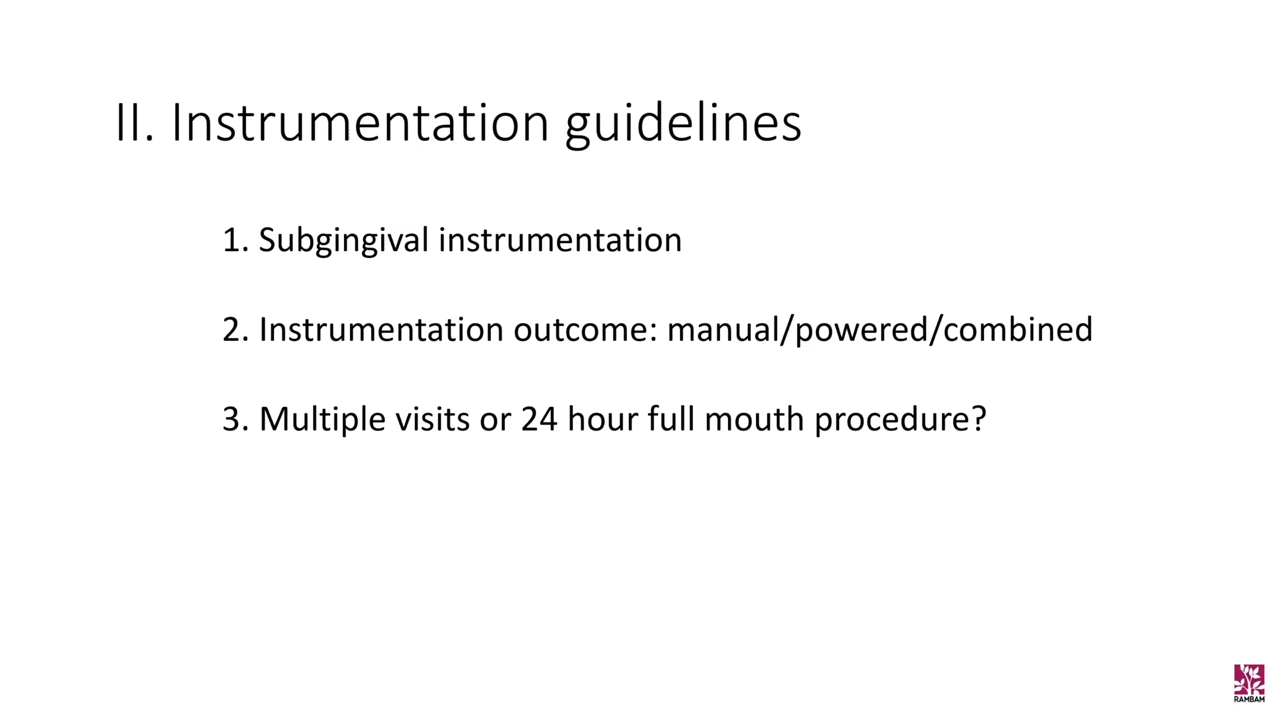 II. Instrumentation guidelines
1. Subgingival instrumentation
2. Instrumentation outcome: manual/powered/combined
3. Multiple visits or 24 hour full mouth procedure?
RAMBAM